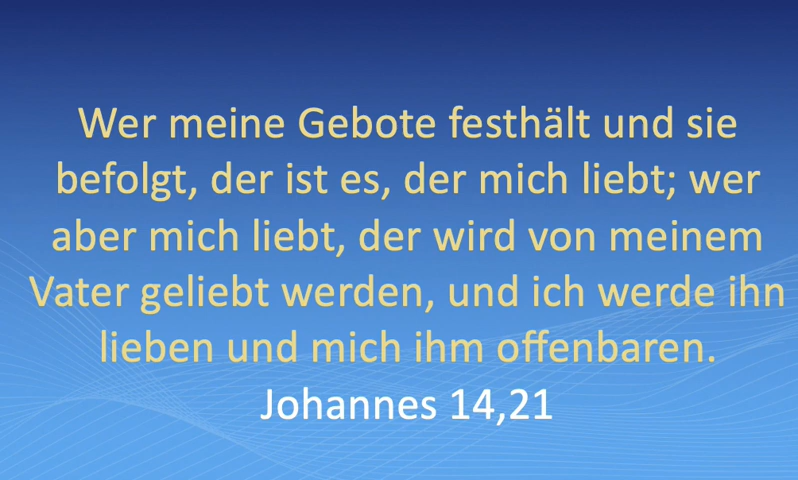 Wer meine Gebote festhält und sie
befolgt, der ist es, der mich liebt; wer
aber mich liebt, der wird von meinem
Vater geliebt werden, und ich werde ihn
lieben und mich ihm offenbaren.
Johannes 14,21